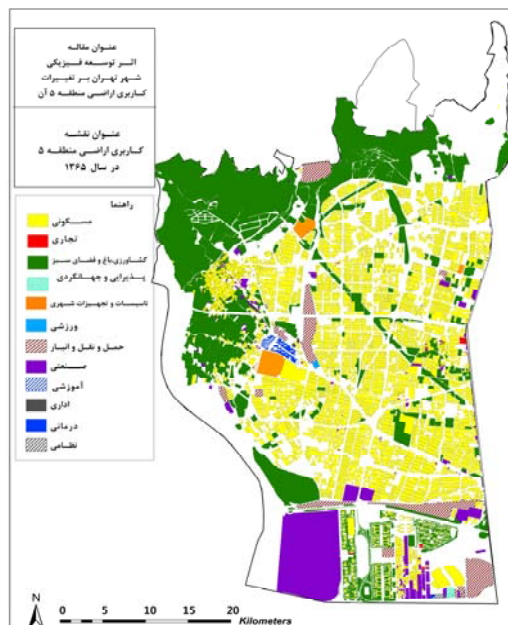 عنوان مقاله
اثر توسعه فیزیکی
شهر تهران بر تغییرات
کاربری اراضی منطقه ۵ آن
عنوان نقشه
کاربری اراضی منطقه ۵
در سال ۱۳۶۵
راهنما
مسکونی
تجاری
کشاورزی،باغ و فضای سبز
پذیرایی و جهانگردی
تاسیسات و تجهیزات شهری
ورزشی
حمل و نقل و انبار
صنعتی
آموزشی
اداری
درمانی
نظامی
N
0 5 10 15 20
Kilometers